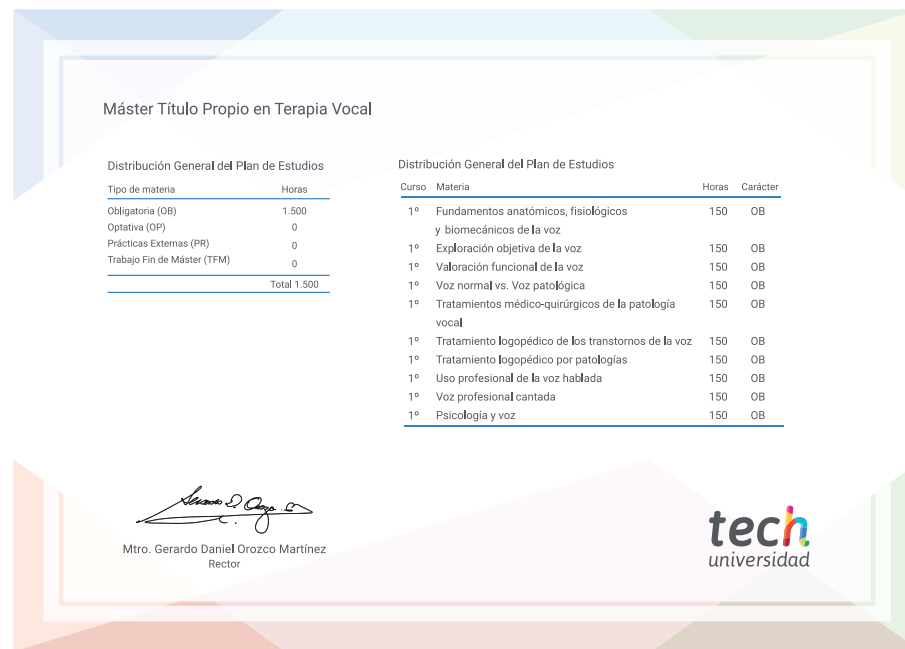 Máster Título Propio en Terapia Vocal
Distribución General del Plan de Estudios
Tipo de materia Horas
Obligatoria (OB) 1.500
Optativa (OP) 0
Prácticas Externas (PR) 0
Trabajo Fin de Máster (TFM) 0
Total 1.500
Distribución General del Plan de Estudios
Curso Materia Horas Carácter
1º Fundamentos anatómicos, fisiológicos 150 OB
y biomecánicos de la voz
1º Exploración objetiva de la voz 150 OB
1º Valoración funcional de la voz 150 OB
1º Voz normal vs. Voz patológica 150 OB
1º Tratamientos médico-quirúrgicos de la patología 150 OB
vocal
1º Tratamiento logopédico de los transtornos de la voz 150 OB
1º Tratamiento logopédico por patologías 150 OB
1º Uso profesional de la voz hablada 150 OB
1º Voz profesional cantada 150 OB
1º Psicología y voz 150 OB
Mtro. Gerardo Daniel Orozco Martínez
Rector
tech
universidad